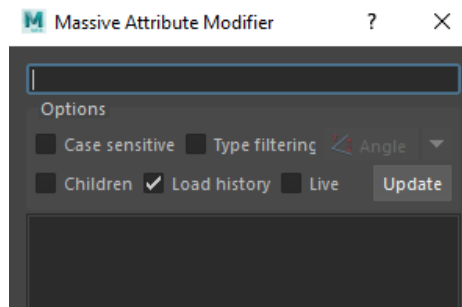 Massive Attribute Modifier ?
Options
Case sensitive Type filtering Angle
Children Load history Live Update